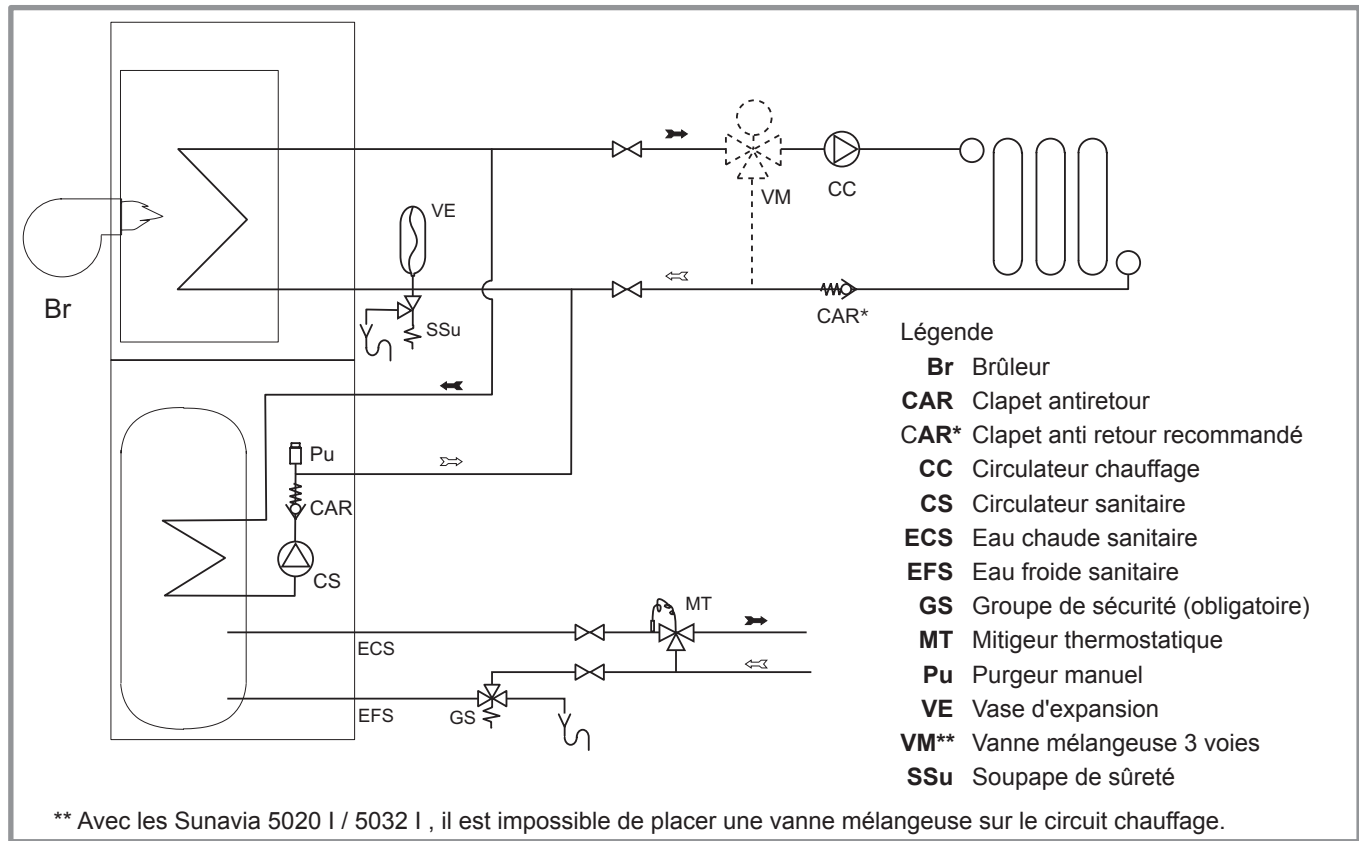 VE
VM
CC
Br
SSu
CAR*
Pu
CAR
CS
MT
ECS
EFS
GS
Légende
Br Brûleur
CAR Clapet antiretour
CAR* Clapet anti retour recommandé
CC Circulateur chauffage
CS Circulateur sanitaire
ECS Eau chaude sanitaire
EFS Eau froide sanitaire
GS Groupe de sécurité (obligatoire)
MT Mitigeur thermostatique
Pu Purgeur manuel
VE Vase d'expansion
VM** Vanne mélangeuse 3 voies
SSu Soupape de sûreté
** Avec les Sunavia 5020 I / 5032 I , il est impossible de placer une vanne mélangeuse sur le circuit chauffage.